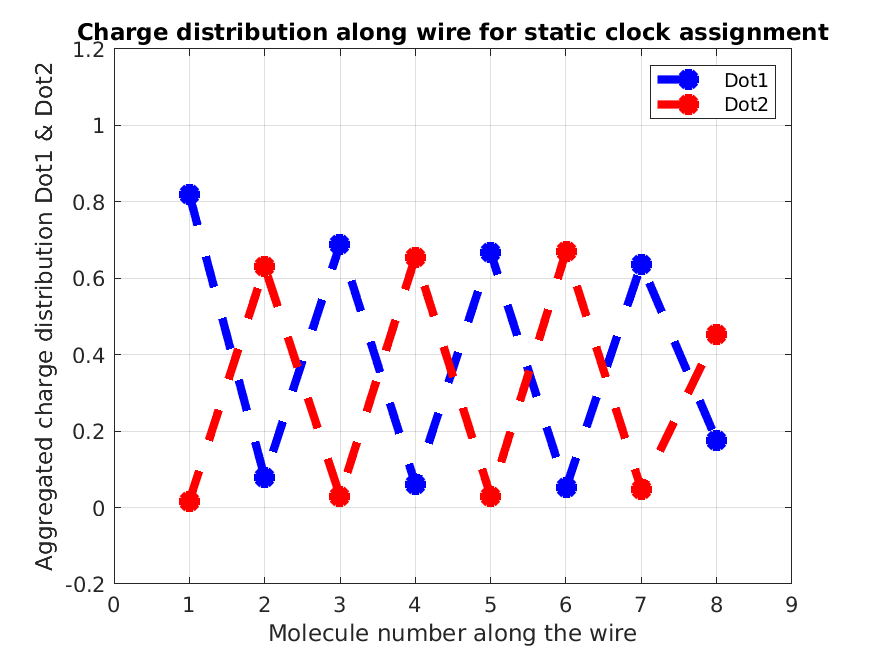 Charge distribution along wire for static clock assignment
Aggregated charge distribution Dot1 & Dot2
1.2
1
0.8
0.6
0.4
0.2
0
-0.2
Dot1
Dot2
0 1 2 3 4 5 6 7 8 9
Molecule number along the wire